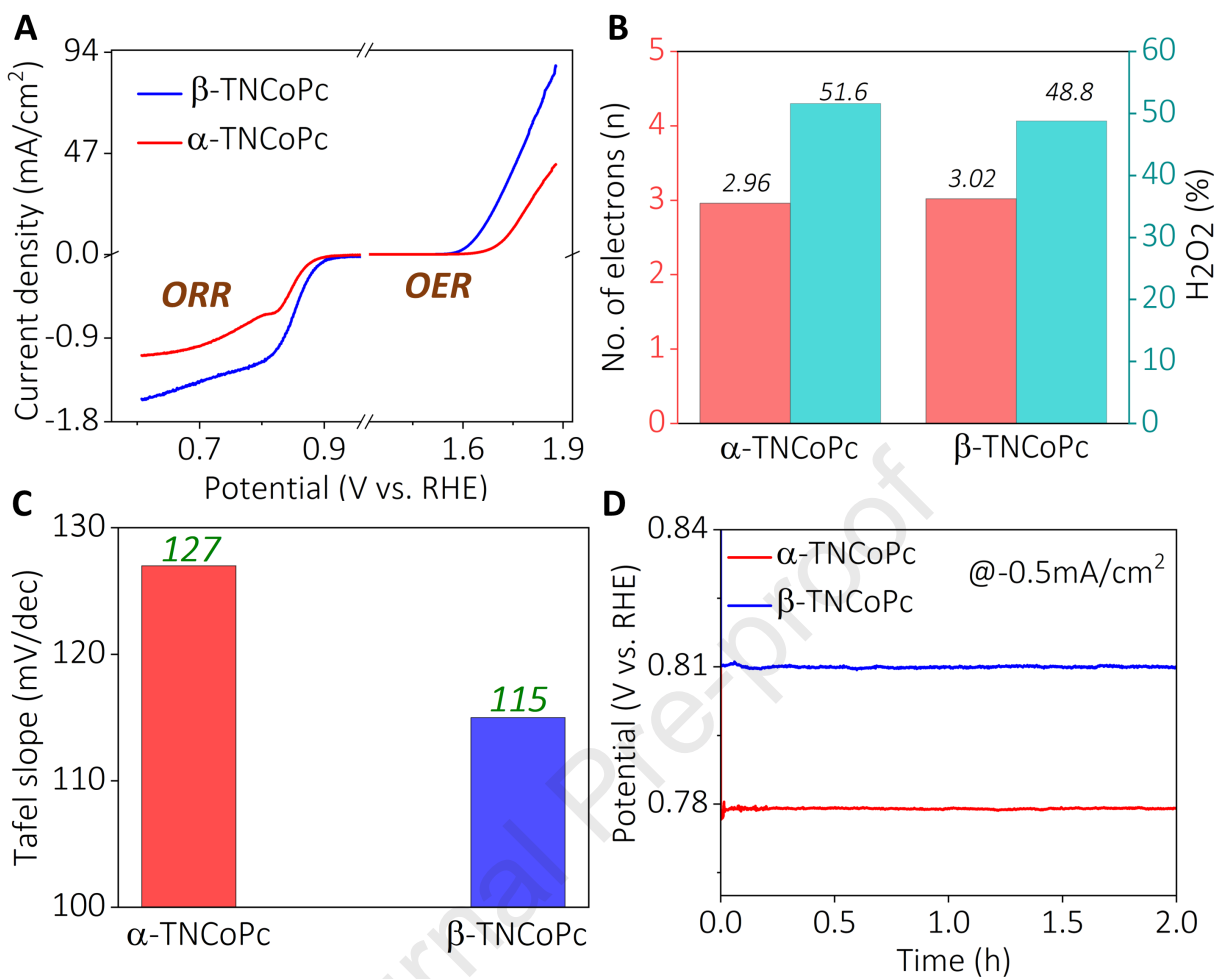 A
94
47
0.0
-0.9
-1.8
Current density (mA/cm²)
β-TNCoPc
α-TNCoPc
ORR
OER
0.7
0.9
1.6
1.9
Potential (V vs. RHE)
B
5
4
3
2
1
0
No. of electrons (n)
2.96
51.6
3.02
48.8
60
50
40
30
20
10
0
H2O2 (%)
α-TNCoPc
β-TNCoPc
C
130
120
110
100
Tafel slope (mV/dec)
127
115
α-TNCoPc
β-TNCoPc
D
0.84
0.81
0.78
Potential (V vs. RHE)
α-TNCoPc
β-TNCoPc
@-0.5mA/cm²
0.0
0.5
1.0
1.5
2.0
Time (h)
rnal Pre-proof